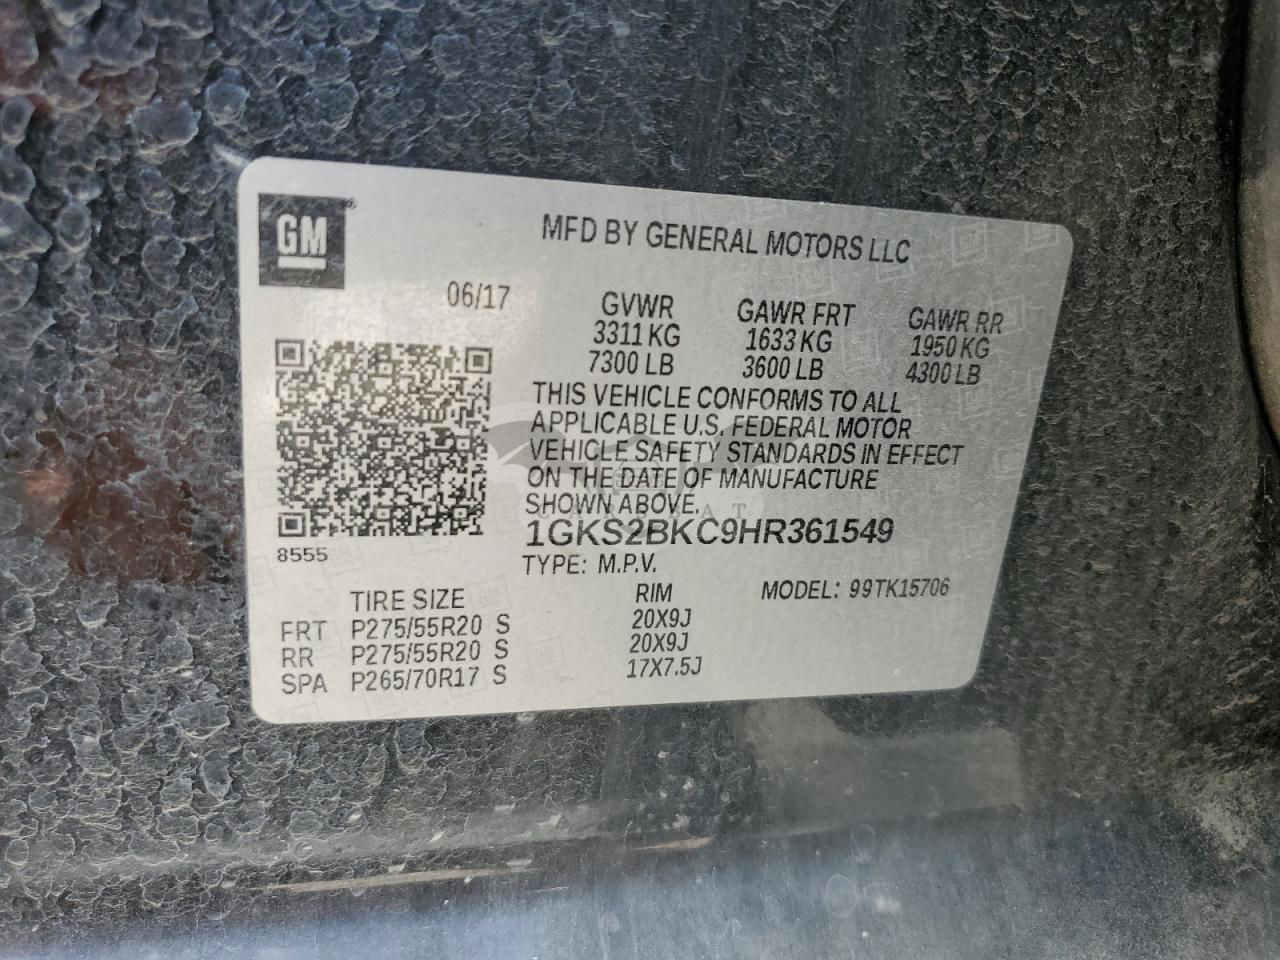 GM
MFD BY GENERAL MOTORS LLC
06/17
GVWR GAWR FRT GAWR RR
3311 KG 1633 KG 1950 KG
7300 LB 3600 LB 4300 LB
THIS VEHICLE CONFORMS TO ALL
APPLICABLE U.S. FEDERAL MOTOR
VEHICLE SAFETY STANDARDS IN EFFECT
ON THE DATE OF MANUFACTURE
SHOWN ABOVE.
1GKS2BKC9HR361549
8555
TYPE: M.P.V.
MODEL: 99TK15706
TIRE SIZE RIM
FRT P275/55R20 S 20X9J
RR P275/55R20 S 20X9J
SPA P265/70R17 S 17X7.5J